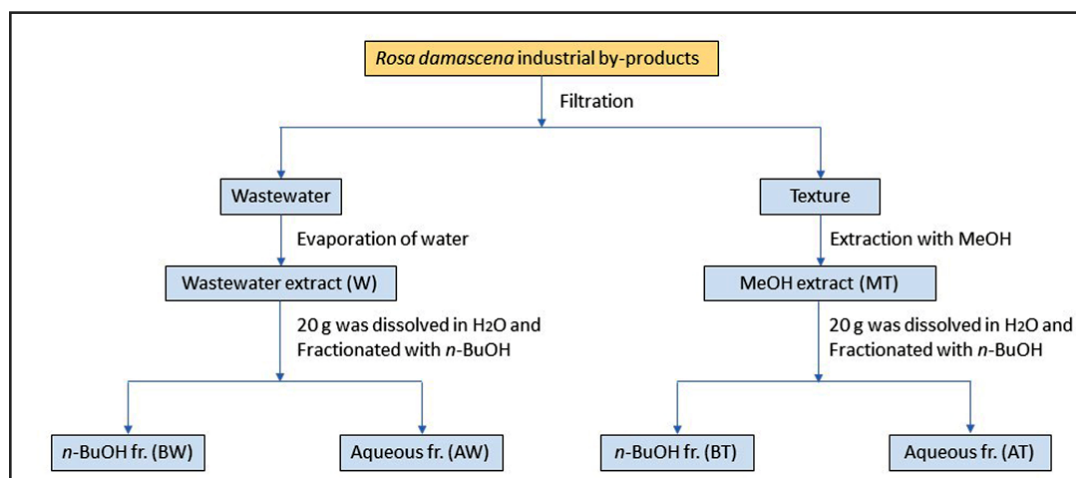 Rosa damascena industrial by-products
Filtration
Wastewater
Texture
Evaporation of water
Extraction with MeOH
Wastewater extract (W)
MeOH extract (MT)
20 g was dissolved in H2O and
Fractionated with n-BuOH
20 g was dissolved in H2O and
Fractionated with n-BuOH
n-BuOH fr. (BW)
Aqueous fr. (AW)
n-BuOH fr. (BT)
Aqueous fr. (AT)